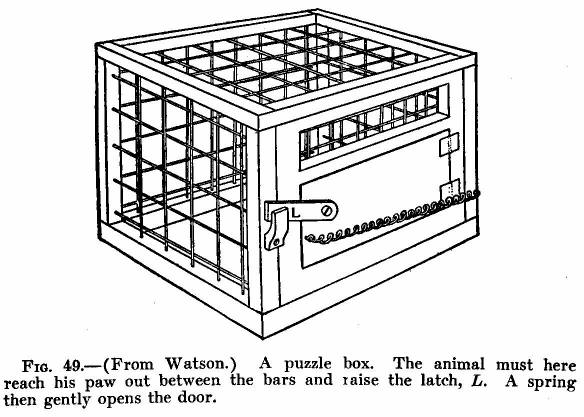 L
FIG. 49.—(From Watson.) A puzzle box. The animal must here
reach his paw out between the bars and raise the latch, L. A spring
then gently opens the door.